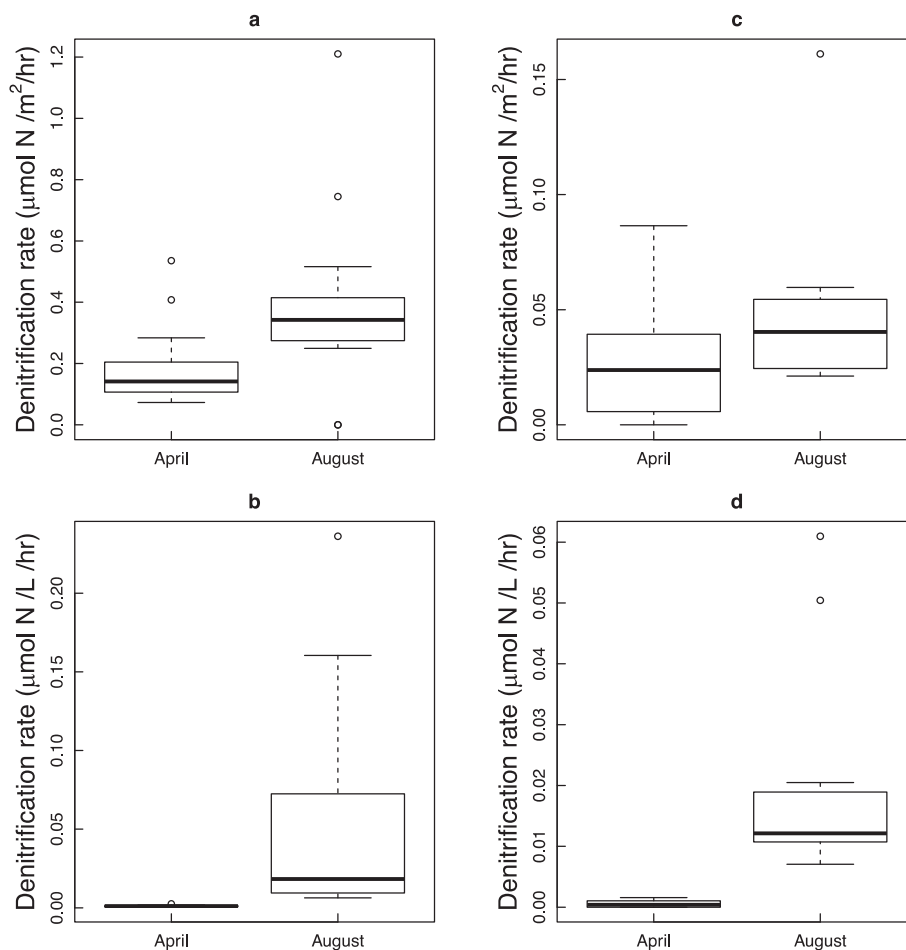 a
Denitrification rate (μmol N /m²/hr)
0.0 0.2 0.4 0.6 0.8 1.0 1.2
April August
c
Denitrification rate (μmol N /m²/hr)
0.00 0.05 0.10 0.15
April August
b
Denitrification rate (μmol N /L /hr)
0.00 0.05 0.10 0.15 0.20
April August
d
Denitrification rate (μmol N /L /hr)
0.00 0.01 0.02 0.03 0.04 0.05 0.06
April August